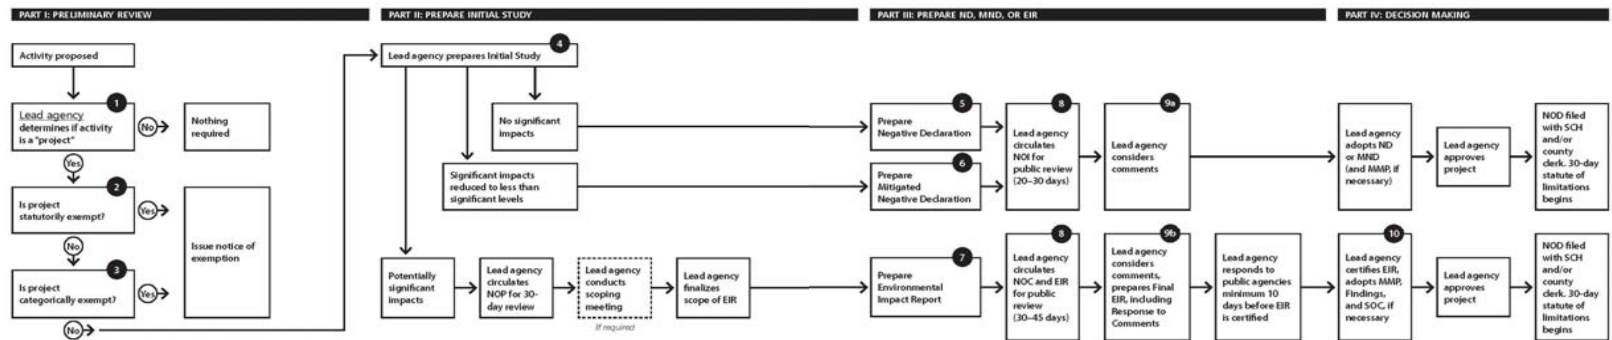 PART I: PRELIMINARY REVIEW
Activity proposed
1
Lead agency
determines if activity
is a "project"
No
Nothing
required
Yes
2
Is project
statutorily exempt?
Yes
No
3
Is project
categorically exempt?
Yes
Issue notice of
exemption
No
PART II: PREPARE INITIAL STUDY
4
Lead agency prepares Initial Study
No significant
impacts
Significant impacts
reduced to less than
significant levels
Potentially
significant
impacts
Lead agency
circulates
NOP for 30-
day review
Lead agency
conducts
scoping
meeting
If required
Lead agency
finalizes
scope of EIR
PART III: PREPARE ND, MND, OR EIR
5
Prepare
Negative Declaration
6
Prepare
Mitigated
Negative Declaration
8
Lead agency
circulates
NOI for
public review
(20–30 days)
9a
Lead agency
considers
comments
7
Prepare
Environmental
Impact Report
8
Lead agency
circulates
NOC and EIR
for public
review
(30–45 days)
9b
Lead agency
considers
comments,
prepares Final
EIR, including
Response to
Comments
Lead agency
responds to
public agencies
minimum 10
days before EIR
is certified
PART IV: DECISION MAKING
Lead agency
adopts ND
or MND
(and MMP, if
necessary)
Lead agency
approves
project
NOD filed
with SCH
and/or
county
clerk. 30-day
statute of
limitations
begins
10
Lead agency
certifies EIR,
adopts MMP,
Findings,
and SOC, if
necessary
Lead agency
approves
project
NOD filed
with SCH
and/or
county
clerk. 30-day
statute of
limitations
begins